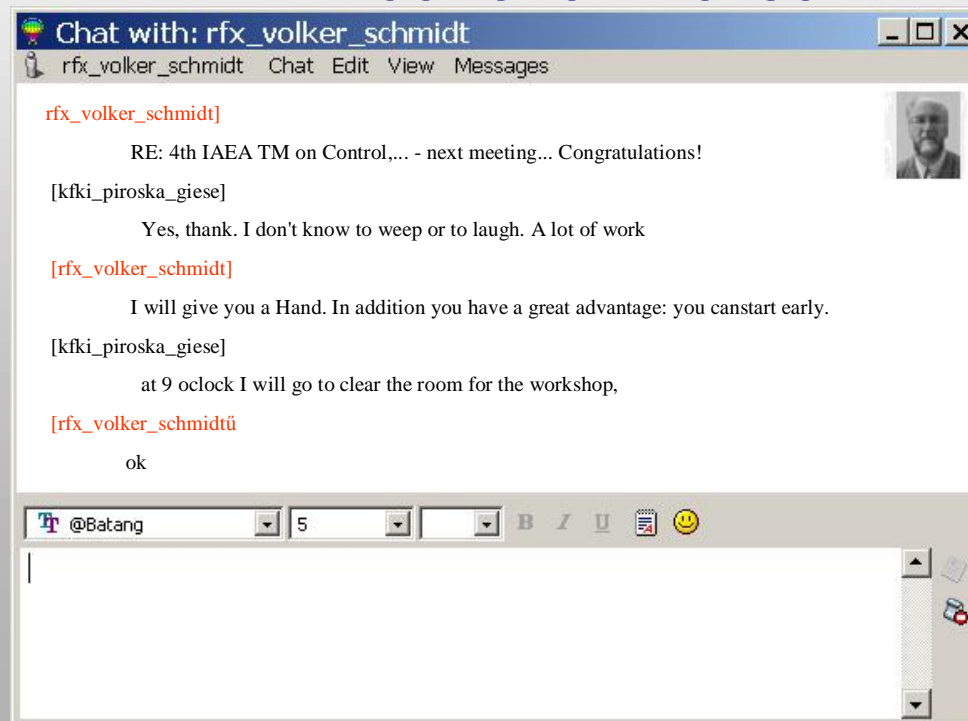 Chat with: rfx_volker_schmidt
rfx_volker_schmidt Chat Edit View Messages
rfx_volker_schmidt]
RE: 4th IAEA TM on Control,... - next meeting... Congratulations!
[kfki_piroska_giese]
Yes, thank. I don't know to weep or to laugh. A lot of work
[rfx_volker_schmidt]
I will give you a Hand. In addition you have a great advantage: you canstart early.
[kfki_piroska_giese]
at 9 oclock I will go to clear the room for the workshop,
[rfx_volker_schmidtű
ok
@Batang 5 B I U